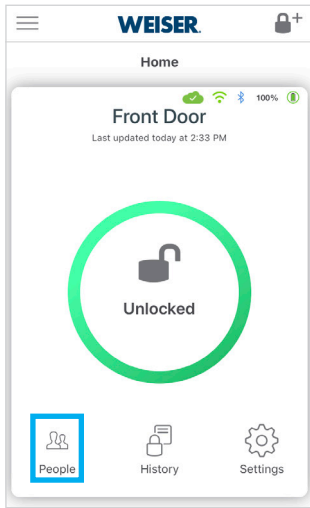 WEISER
Home
100%
Front Door
Last updated today at 2:33 PM
Unlocked
People History Settings